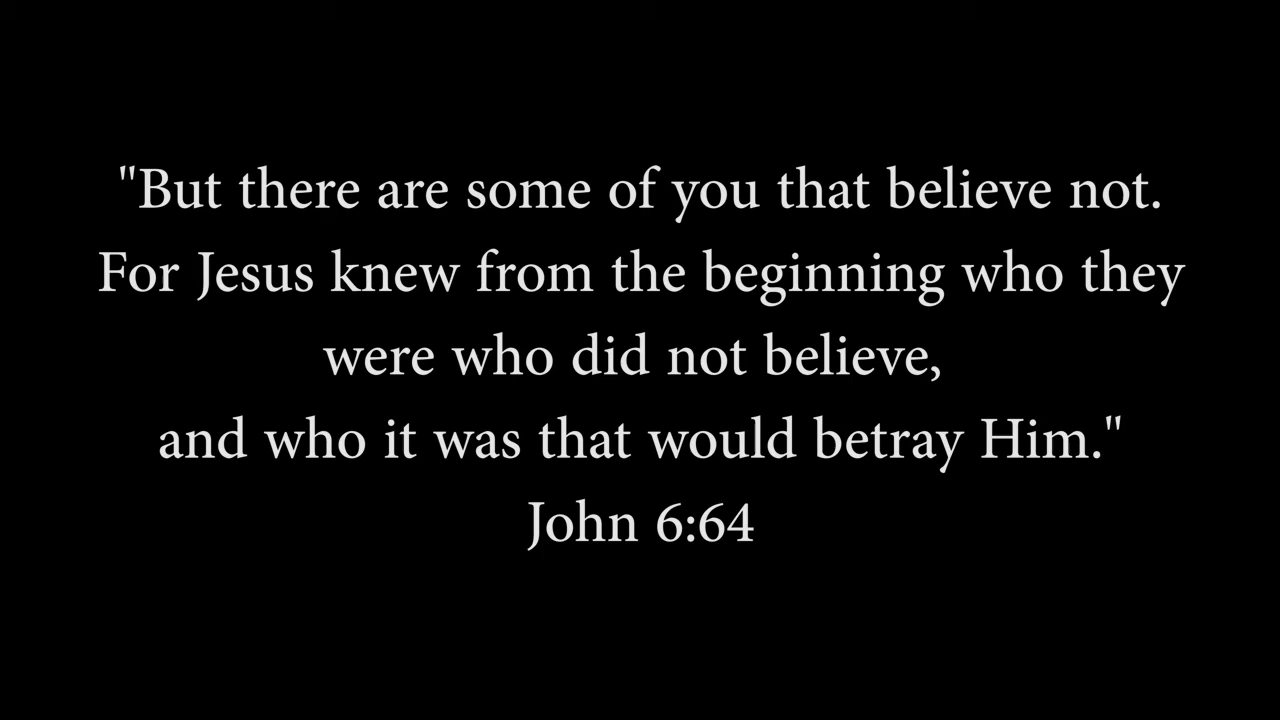 "But there are some of you that believe not.
For Jesus knew from the beginning who they
were who did not believe,
and who it was that would betray Him."
John 6:64